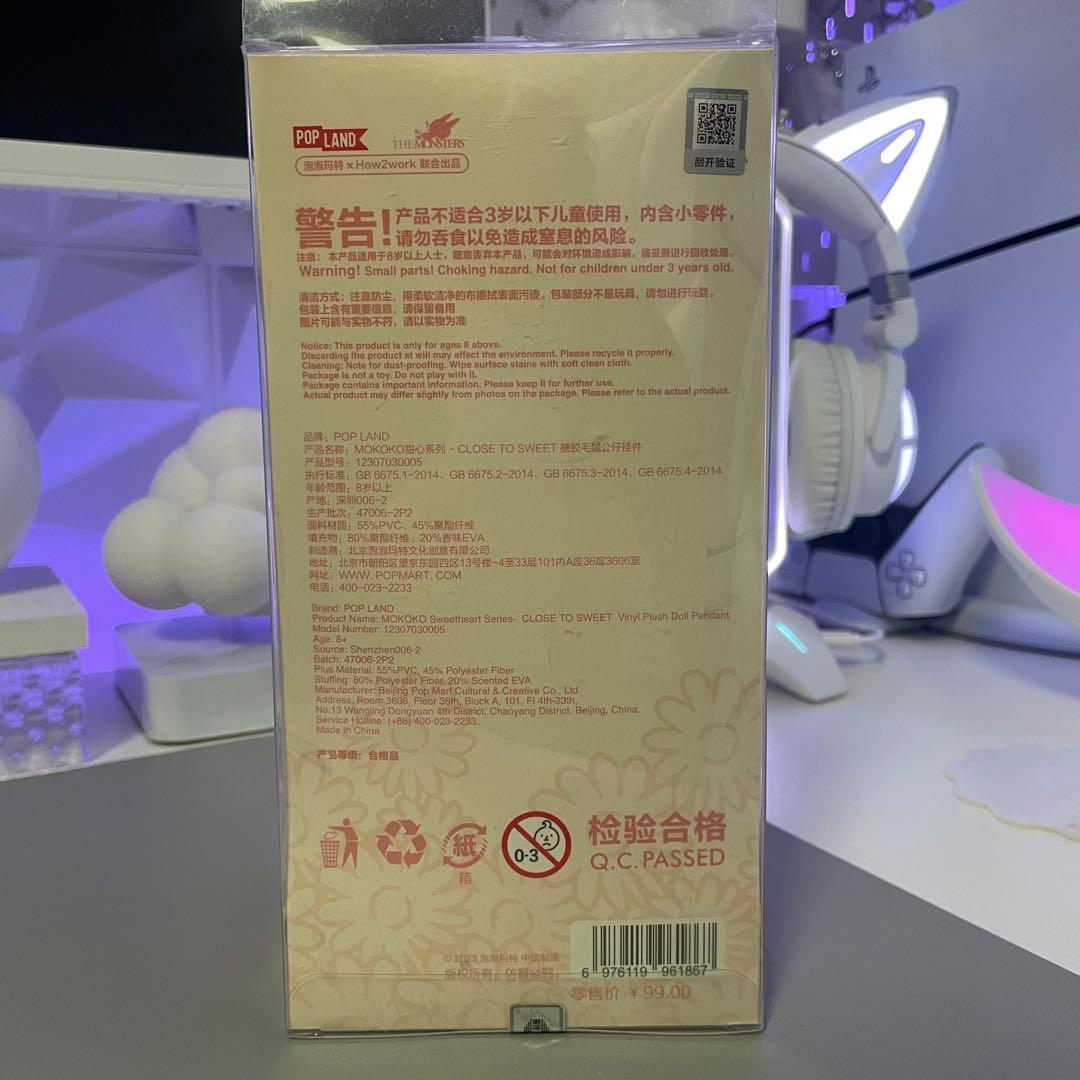 POP LAND
THE MONSTERS
泡泡玛特 x How2work 联合出品
刮开验证
警告!产品不适合3岁以下儿童使用，内含小零件，
请勿吞食以免造成窒息的风险。
注意：本产品适用于8岁以上人士，随意丢弃本产品，可能会对环境造成影响，请妥善进行回收处理。
Warning! Small parts! Choking hazard. Not for children under 3 years old.
清洁方式：注意防尘，用柔软洁净的布擦拭表面污迹。包装部分不是玩具，请勿进行玩耍。
包装上含有重要信息，请保留备用
图片可能与实物不符，请以实物为准
Notice: This product is only for ages 8 above.
Discarding the product at will may affect the environment. Please recycle it properly.
Cleaning: Note for dust-proofing. Wipe surface stains with soft clean cloth.
Package is not a toy. Do not play with it.
Package contains important information. Please keep it for further use.
Actual product may differ slightly from photos on the package. Please refer to the actual product.
品牌：POP LAND
产品名称：MOKOKO甜心系列 - CLOSE TO SWEET 搪胶毛绒公仔挂件
产品型号：12307030005
执行标准：GB 6675.1-2014、GB 6675.2-2014、GB 6675.3-2014、GB 6675.4-2014
年龄范围：8岁以上
产地：深圳006-2
生产批次：47006-2P2
面料材质：55%PVC、45%聚酯纤维
填充物：80%聚酯纤维、20%香味EVA
制造商：北京泡泡玛特文化创意有限公司
地址：北京市朝阳区望京东园四区13号楼-4至33层101内A座36层3606室
网址：WWW. POPMART. COM
电话：400-023-2233
Brand: POP LAND
Product Name: MOKOKO Sweetheart Series- CLOSE TO SWEET Vinyl Plush Doll Pendant
Model Number: 12307030005
Age: 8+
Source: Shenzhen006-2
Batch: 47006-2P2
Plus Material: 55%PVC, 45% Polyester Fiber
Stuffing: 80% Polyester Fiber, 20% Scented EVA
Manufacturer: Beijing Pop Mart Cultural & Creative Co., Ltd.
Address: Room 3606, Floor 36th, Block A, 101, Fl 4th-33th,
No.13 Wangjing Dongyuan 4th District, Chaoyang District, Beijing, China.
Service Hotline: (+86) 400-023-2233
Made in China
产品等级：合格品
紙
箱
0-3
检验合格
Q.C. PASSED
© 2023 泡泡玛特 中国制造
版权所有，仿冒必究。
6 976119 961867
零售价 ¥ 99.00